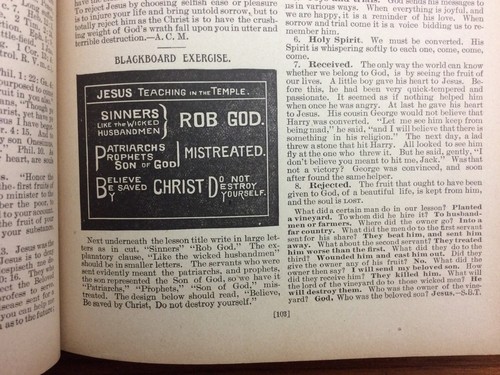 to reject Jesus by choosing selfish ease or pleasure
is to injure your life and bring untold sorrow, but to
totally reject him as the Christ is to have the crush-
ing weight of God's wrath fall upon you in utter and
terrible destruction.—A. C. M.
BLACKBOARD EXERCISE.
JESUS TEACHING IN THE TEMPLE.
SINNERS
LIKE THE WICKED
HUSBANDMEN
ROB GOD.
PATRIARCHS
PROPHETS
SON OF GOD
MISTREATED.
BELIEVE
BE SAVED
BY
CHRIST
DO NOT
DESTROY
YOURSELF.
Next underneath the lesson title write in large let-
ters as in cut, "Sinners" "Rob God." The ex-
planatory clause, "Like the wicked husbandmen"
should be in smaller letters. The servants who were
sent evidently meant the patriarchs, and prophets,
the son represented the Son of God, so we have it
"Patriarchs," "Prophets," "Son of God," mis-
treated. The design below should read, "Believe,
Be saved by Christ, Do not destroy yourself."
us in various ways. When everything is joyful, and
we are happy, it is a reminder of his love. When
sorrow and trial come it is a voice bidding us to re-
member him.
6. Holy Spirit. We must be converted. His
Spirit is whispering softly to each one, come, come,
come.
7. Received. The only way the world can know
whether we belong to God, is by seeing the fruit of
our lives. A little boy gave his heart to Jesus. Be-
fore this, he had been very quick-tempered and
passionate. It seemed as if nothing helped him
when once he was angry. At last he gave his heart
to Jesus. His cousin George would not believe that
Harry was converted. "Let me see him keep from
being mad," he said, "and I will believe that there is
something in his religion." The next day, a lad
threw a stone that hit Harry. All looked to see him
fly at the one who threw it. But he said, gently, "I
don't believe you meant to hit me, Jack." Was that
not a victory? George was convinced, and soon
after found the same helper.
8. Rejected. The fruit that ought to have been
given to God, of a beautiful life, is kept from him,
and the soul is LOST.
What did a certain man do in our lesson? Planted
a vineyard. To whom did he hire it? To husband-
men or farmers. Where did the owner go? Into a
far country. What did the men do to the first servant
sent for his share? They beat him, and sent him
away. What about the second servant? They treated
him worse than the first. What did they do to the
third? Wounded him and cast him out. Did they
give the owner any of his fruit? No. What did the
owner then say? I will send my beloved son. How
did they receive him? They killed him. What will
the lord of the vineyard do to those wicked men? He
will destroy them. Who was the owner of the vine-
yard? God. Who was the beloved son? Jesus.—S.B.T.
[103]